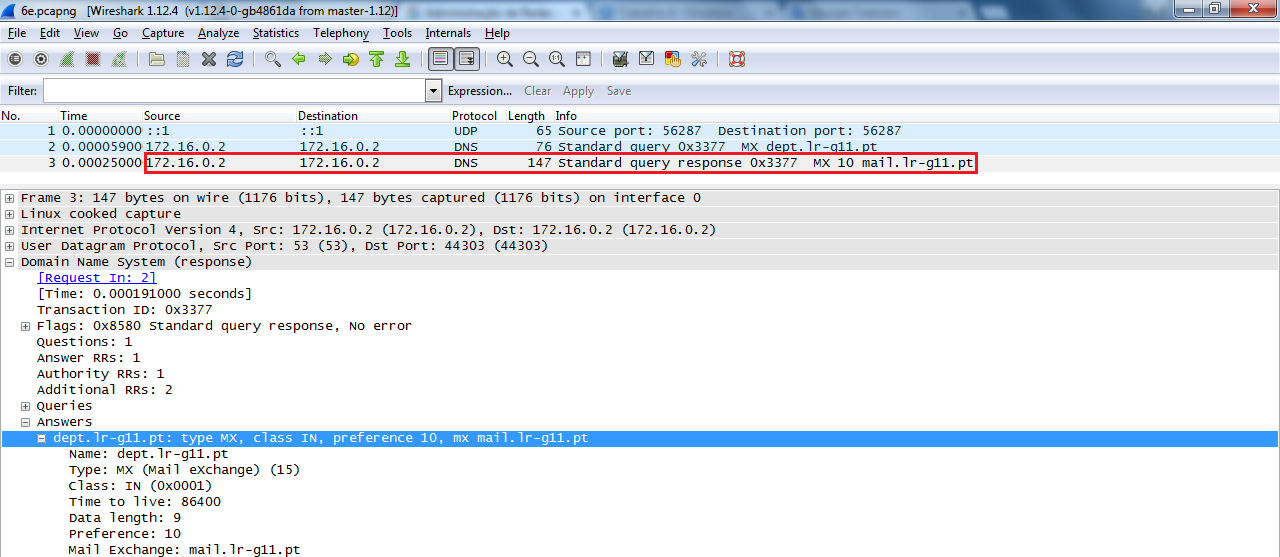 6e.pcapng [Wireshark 1.12.4 (v1.12.4-0-gb4861da from master-1.12)]
File Edit View Go Capture Analyze Statistics Telephony Tools Internals Help
Filter: Expression... Clear Apply Save
No. Time Source Destination Protocol Length Info
1 0.00000000 ::1 ::1 UDP 65 Source port: 56287 Destination port: 56287
2 0.00005900 172.16.0.2 172.16.0.2 DNS 76 Standard query 0x3377 MX dept.lr-g11.pt
3 0.00025000 172.16.0.2 172.16.0.2 DNS 147 Standard query response 0x3377 MX 10 mail.lr-g11.pt
Frame 3: 147 bytes on wire (1176 bits), 147 bytes captured (1176 bits) on interface 0
Linux cooked capture
Internet Protocol Version 4, Src: 172.16.0.2 (172.16.0.2), Dst: 172.16.0.2 (172.16.0.2)
User Datagram Protocol, Src Port: 53 (53), Dst Port: 44303 (44303)
Domain Name System (response)
[Request In: 2]
[Time: 0.000191000 seconds]
Transaction ID: 0x3377
Flags: 0x8580 Standard query response, No error
Questions: 1
Answer RRs: 1
Authority RRs: 1
Additional RRs: 2
Queries
Answers
dept.lr-g11.pt: type MX, class IN, preference 10, mx mail.lr-g11.pt
Name: dept.lr-g11.pt
Type: MX (Mail eXchange) (15)
Class: IN (0x0001)
Time to live: 86400
Data length: 9
Preference: 10
Mail Exchange: mail.lr-g11.pt